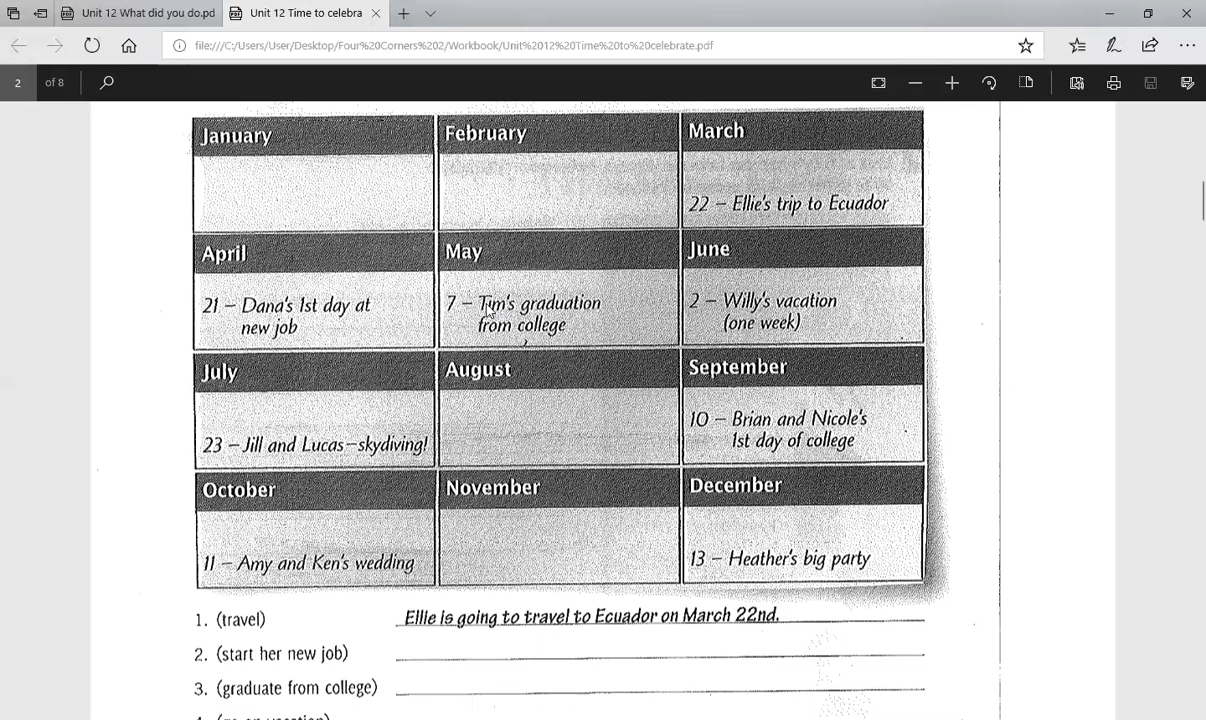 Unit 12 What did you do.pd
Unit 12 Time to celebra
file:///C:/Users/User/Desktop/Four%20Corners%202/Workbook/Unit%2012%20Time%20to%20celebrate.pdf
2 of 8
January
February
March
22 – Ellie's trip to Ecuador
April
May
June
21 – Dana's 1st day at
new job
7 – Tim's graduation
from college
2 – Willy's vacation
(one week)
July
August
September
23 – Jill and Lucas – skydiving!
10 – Brian and Nicole's
1st day of college
October
November
December
11 – Amy and Ken's wedding
13 – Heather's big party
1. (travel) Ellie is going to travel to Ecuador on March 22nd.
2. (start her new job)
3. (graduate from college)